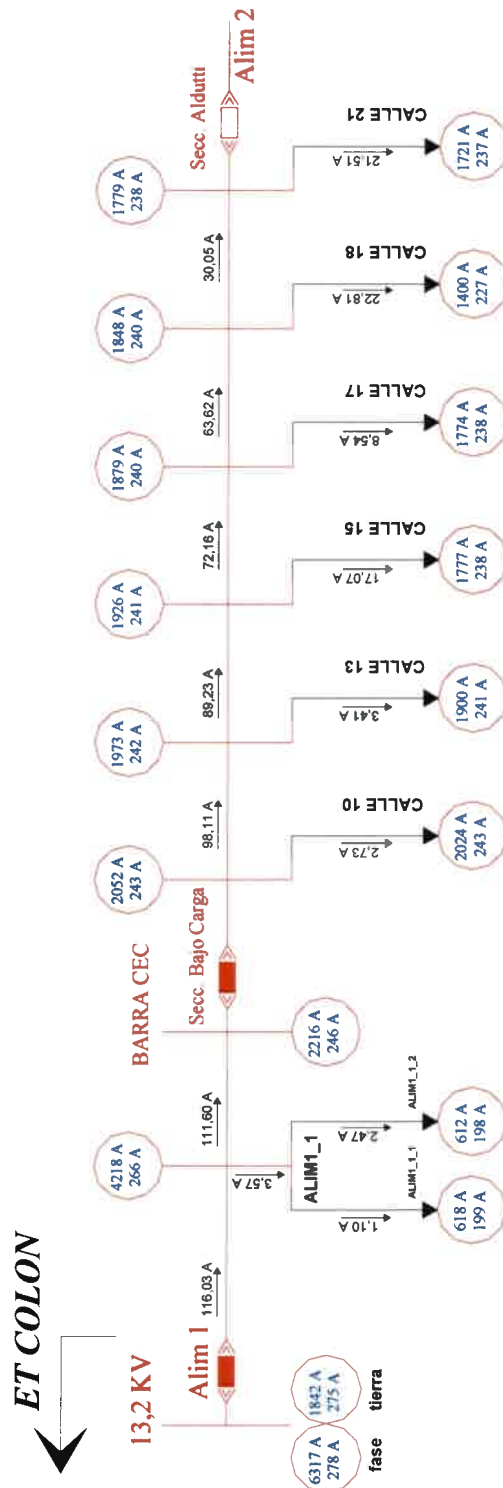 ET COLON
13,2 KV
6317 A
278 A
fase
1842 A
275 A
tierra
Alim 1
116,03 A
4218 A
266 A
3,57 A
ALIM1_1
1,10 A
ALIM1_1_1
618 A
199 A
2,47 A
ALIM1_1_2
612 A
198 A
111,60 A
BARRA CEC
2216 A
246 A
Secc. Bajo Carga
2052 A
243 A
2,73 A
CALLE 10
2024 A
243 A
98,11 A
1973 A
242 A
3,41 A
CALLE 13
1900 A
241 A
89,23 A
1926 A
241 A
17,07 A
CALLE 15
1777 A
238 A
72,16 A
1879 A
240 A
8,54 A
CALLE 17
1774 A
238 A
63,62 A
1848 A
240 A
22,81 A
CALLE 18
1400 A
227 A
30,05 A
1779 A
238 A
21,51 A
CALLE 21
1721 A
237 A
Secc. Aldutti
Alim 2